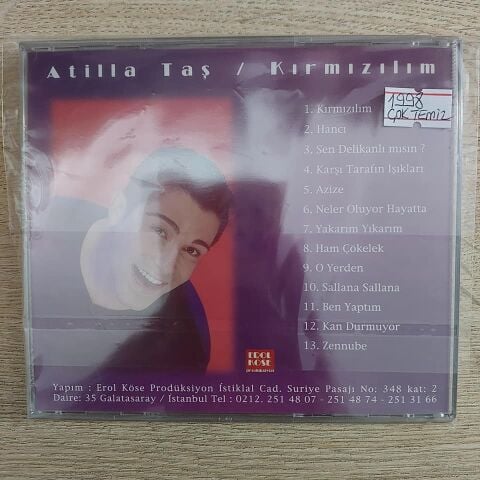 Atilla Taş / Kırmızılım
1998
ÇOK TEMİZ
1. Kırmızılım
2. Hancı
3. Sen Delikanlı mısın ?
4. Karşı Tarafın Işıkları
5. Azize
6. Neler Oluyor Hayatta
7. Yakarım Yıkarım
8. Ham Çökelek
9. O Yerden
10. Sallana Sallana
11. Ben Yaptım
12. Kan Durmuyor
13. Zennube
EROL
KÖSE
Yapım : Erol Köse Prodüksiyon İstiklal Cad. Suriye Pasajı No: 348 kat: 2
Daire: 35 Galatasaray / İstanbul Tel : 0212. 251 48 07 - 251 48 74 - 251 31 66